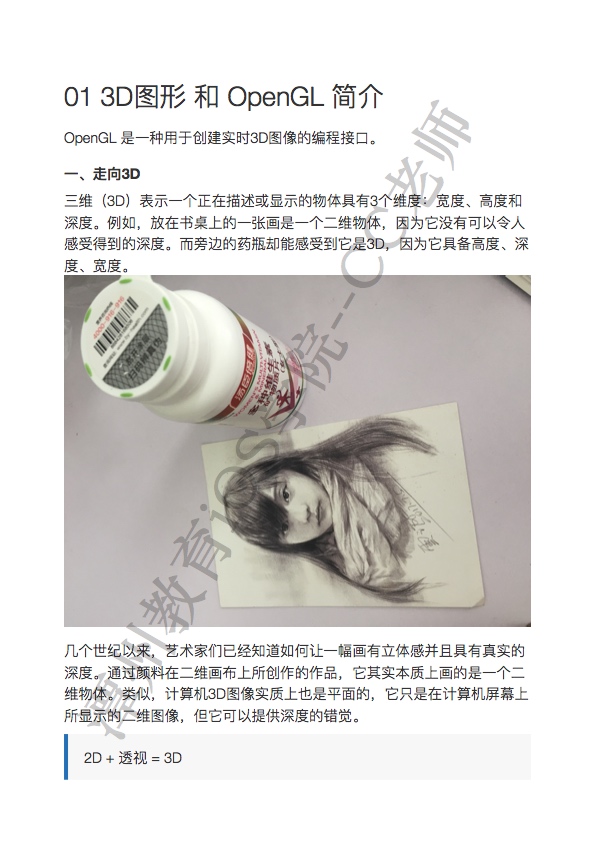 01 3D图形 和 OpenGL 简介
OpenGL 是一种用于创建实时3D图像的编程接口。
一、走向3D
三维（3D）表示一个正在描述或显示的物体具有3个维度：宽度、高度和
深度。例如，放在书桌上的一张画是一个二维物体，因为它没有可以令人
感受得到的深度。而旁边的药瓶却能感受到它是3D，因为它具备高度、深
度、宽度。
4000-916-916
汤臣倍健
多种维生素
几个世纪以来，艺术家们已经知道如何让一幅画有立体感并且具有真实的
深度。通过颜料在二维画布上所创作的作品，它其实本质上画的是一个二
维物体。类似，计算机3D图像实质上也是平面的，它只是在计算机屏幕上
所显示的二维图像，但它可以提供深度的错觉。
2D + 透视 = 3D
潭州教育iOS学院--CC老师